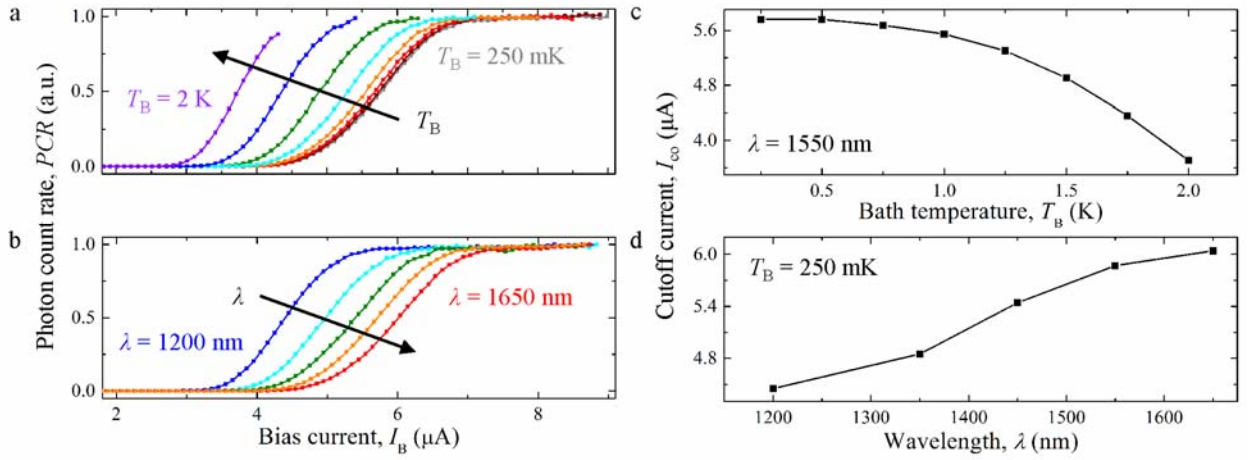 a
1.0
0.5
0.0
T_B = 2 K
T_B = 250 mK
T_B
Photon count rate, PCR (a.u.)
b
1.0
0.5
0.0
λ
λ = 1200 nm
λ = 1650 nm
2 4 6 8
Bias current, I_B (μA)
c
5.6
4.8
4.0
λ = 1550 nm
0.5 1.0 1.5 2.0
Bath temperature, T_B (K)
Cutoff current, I_co (μA)
d
6.0
5.4
4.8
T_B = 250 mK
1200 1300 1400 1500 1600
Wavelength, λ (nm)